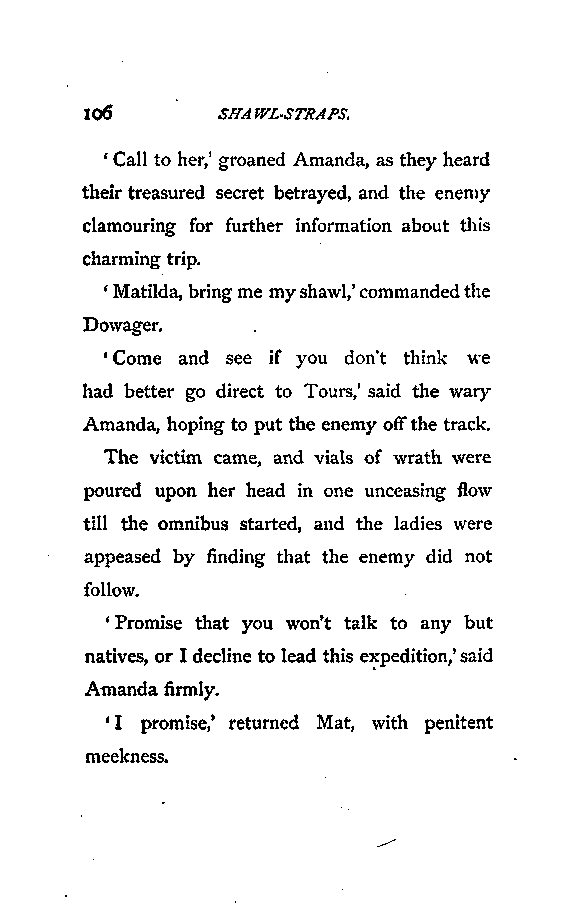 106 SHAWL-STRAPS.
‘Call to her,’ groaned Amanda, as they heard
their treasured secret betrayed, and the enemy
clamouring for further information about this
charming trip.
‘Matilda, bring me my shawl,’ commanded the
Dowager.
‘Come and see if you don't think we
had better go direct to Tours,’ said the wary
Amanda, hoping to put the enemy off the track.
The victim came, and vials of wrath were
poured upon her head in one unceasing flow
till the omnibus started, and the ladies were
appeased by finding that the enemy did not
follow.
‘Promise that you won't talk to any but
natives, or I decline to lead this expedition,’ said
Amanda firmly.
‘I promise,’ returned Mat, with penitent
meekness.